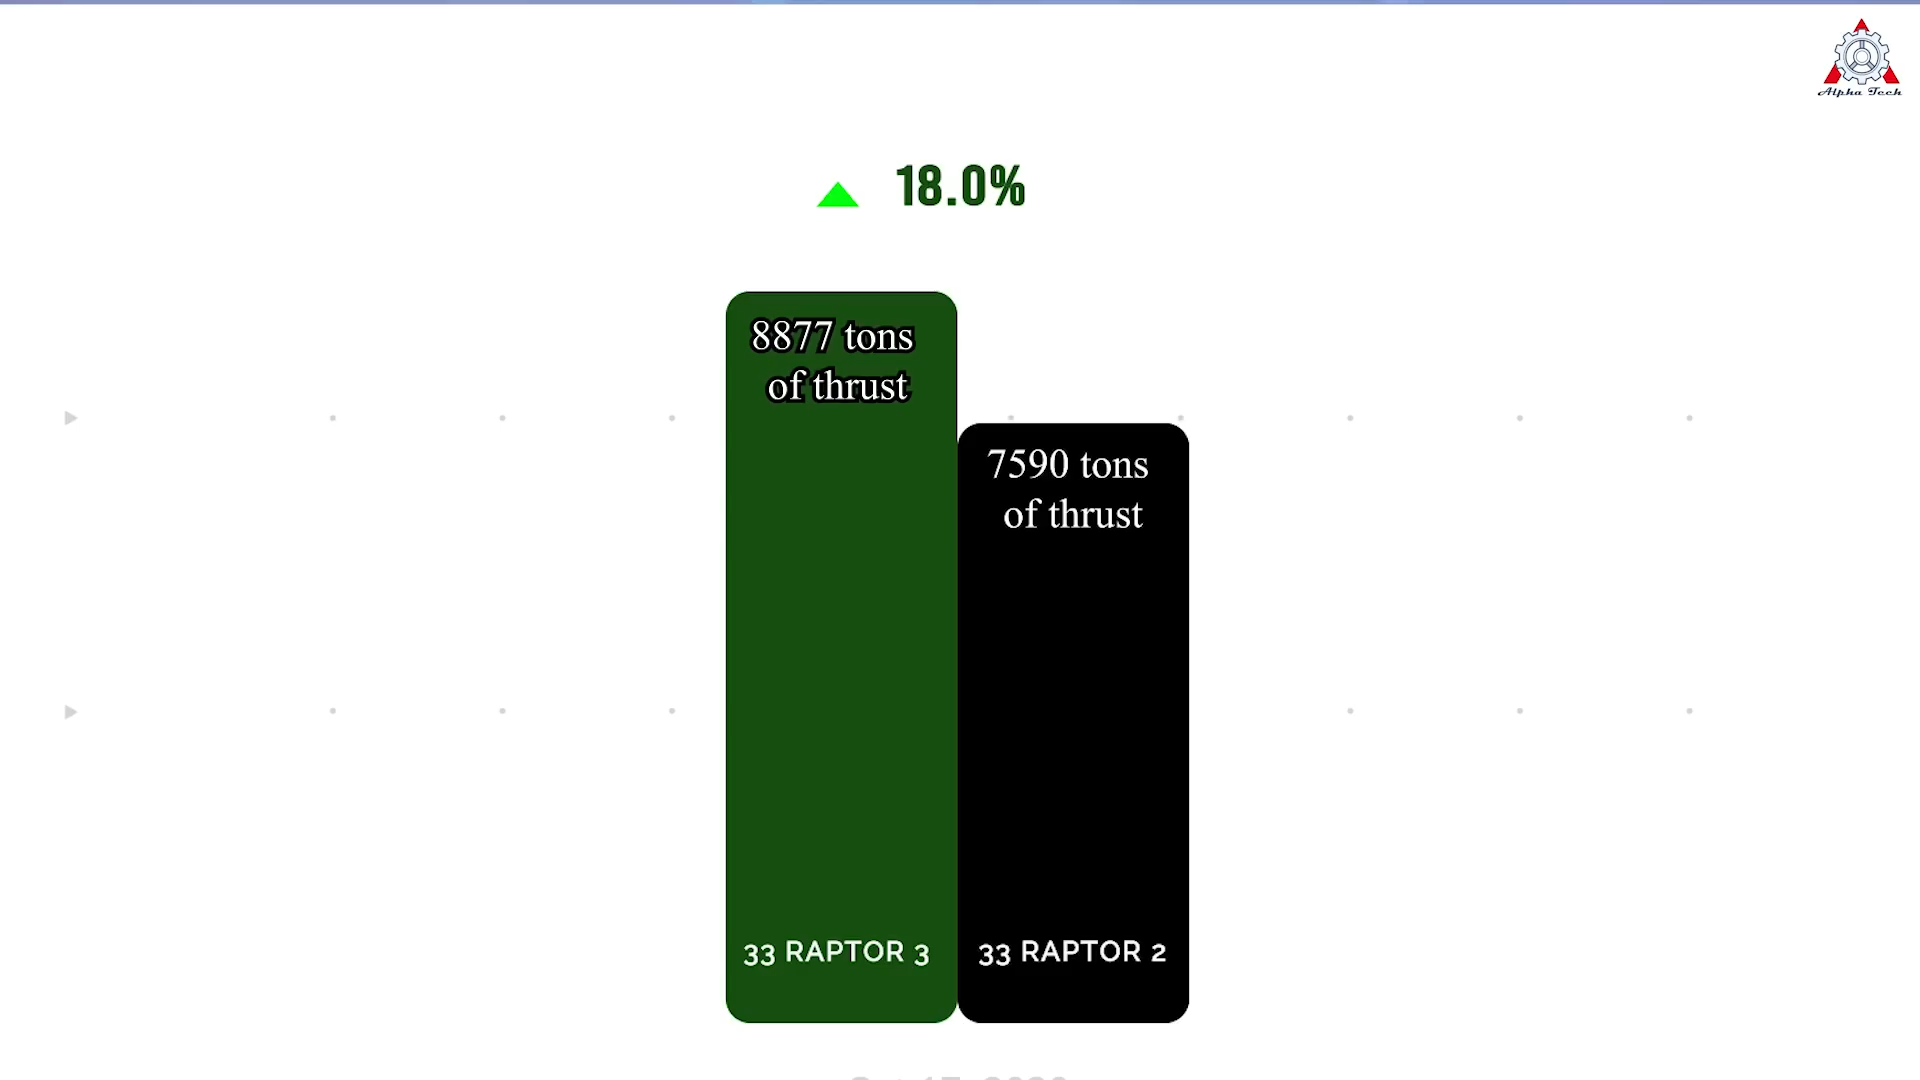 Alpha Tech
18.0%
8877 tons
of thrust
7590 tons
of thrust
33 RAPTOR 3
33 RAPTOR 2